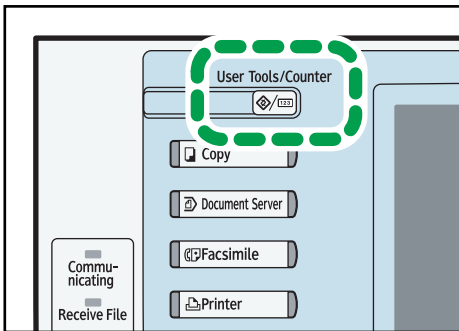 User Tools/Counter
123
Copy
Document Server
Facsimile
Printer
Commu-
nicating
Receive File